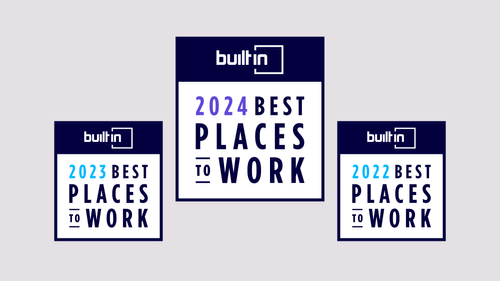 builtin
2024 BEST
PLACES
TO WORK
builtin
2023 BEST
PLACES
TO WORK
builtin
2022 BEST
PLACES
TO WORK